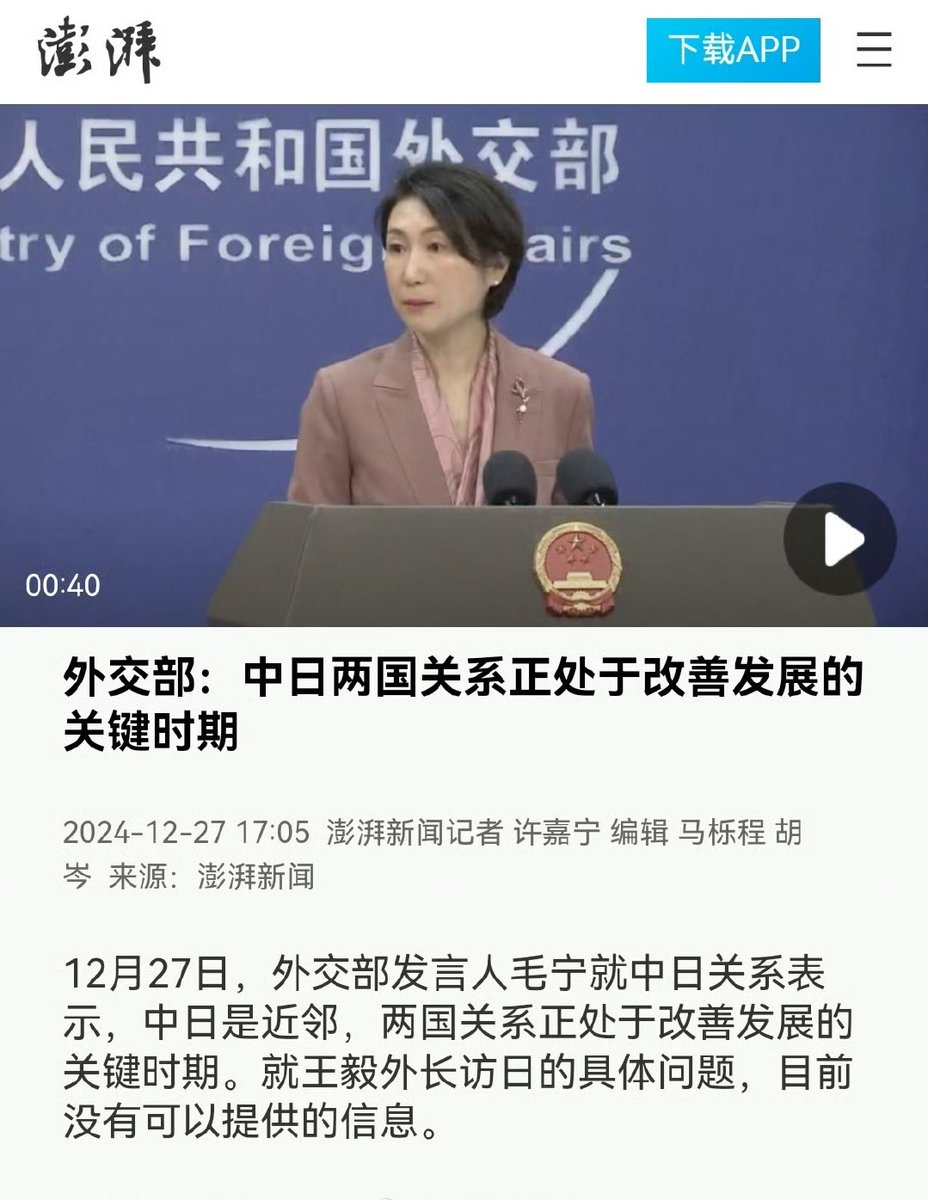 澎湃
下载APP
人民共和国外交部
try of Foreig airs
00:40
外交部：中日两国关系正处于改善发展的
关键时期
2024-12-27 17:05 澎湃新闻记者 许嘉宁 编辑 马栎程 胡
岑 来源：澎湃新闻
12月27日，外交部发言人毛宁就中日关系表
示，中日是近邻，两国关系正处于改善发展的
关键时期。就王毅外长访日的具体问题，目前
没有可以提供的信息。